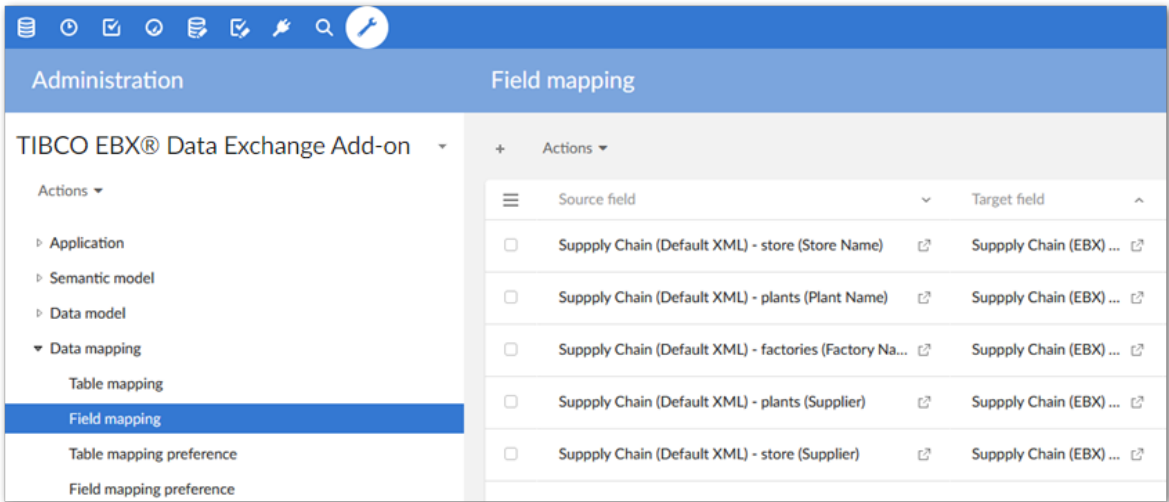 Administration
Field mapping
TIBCO EBX® Data Exchange Add-on
Actions
Application
Semantic model
Data model
Data mapping
Table mapping
Field mapping
Table mapping preference
Field mapping preference
Actions
Source field Target field
Suppply Chain (Default XML) - store (Store Name) Suppply Chain (EBX) ...
Suppply Chain (Default XML) - plants (Plant Name) Suppply Chain (EBX) ...
Suppply Chain (Default XML) - factories (Factory Na... Suppply Chain (EBX) ...
Suppply Chain (Default XML) - plants (Supplier) Suppply Chain (EBX) ...
Suppply Chain (Default XML) - store (Supplier) Suppply Chain (EBX) ...